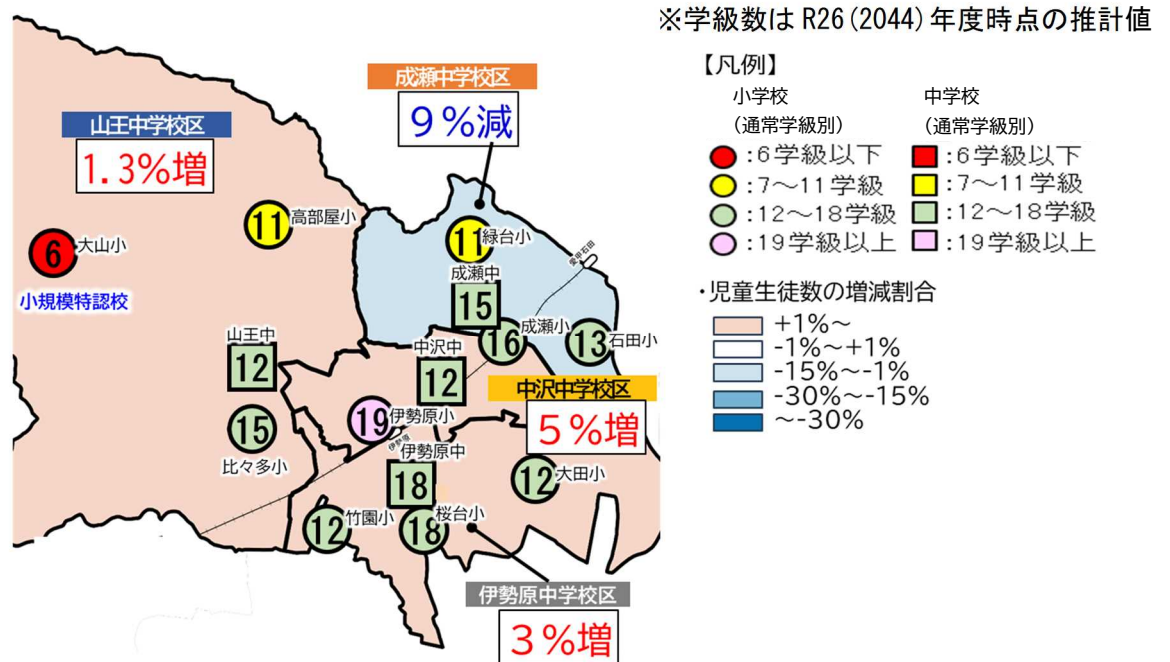 ※学級数はR26(2044)年度時点の推計値
【凡例】
小学校
(通常学級別)
中学校
(通常学級別)
:6学級以下
:6学級以下
:7～11学級
:7～11学級
:12～18学級
:12～18学級
:19学級以上
:19学級以上
・児童生徒数の増減割合
+1%～
-1%～+1%
-15%～-1%
-30%～-15%
～-30%
成瀬中学校区
９％減
山王中学校区
1.3%増
11
高部屋小
6
大山小
小規模特認校
11
緑台小
愛甲石田
成瀬中
15
16
成瀬小
13
石田小
山王中
12
中沢中
12
中沢中学校区
５％増
15
比々多小
19
伊勢原小
伊勢原
伊勢原中
18
12
大田小
12
竹園小
18
桜台小
伊勢原中学校区
３％増